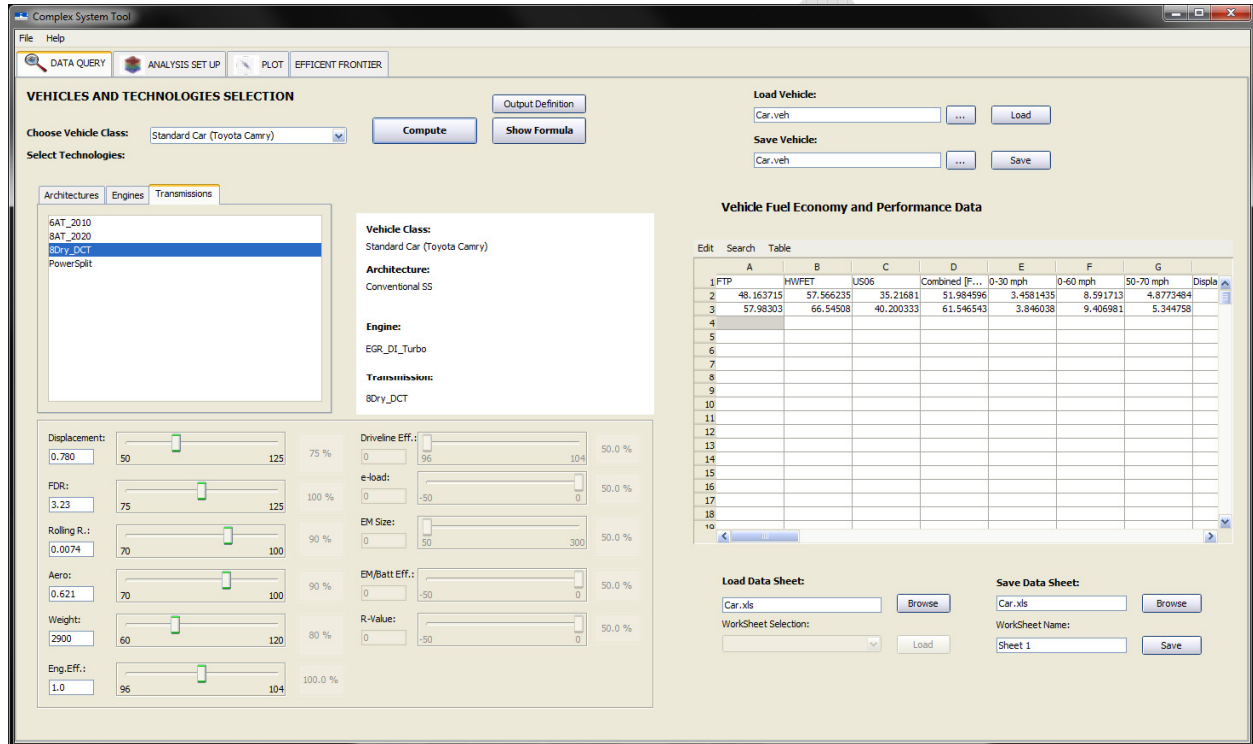 Complex System Tool
File Help
DATA QUERY ANALYSIS SET UP PLOT EFFICENT FRONTIER
VEHICLES AND TECHNOLOGIES SELECTION
Output Definition
Choose Vehicle Class: Standard Car (Toyota Camry) Compute Show Formula
Select Technologies:
Load Vehicle:
Car.veh ... Load
Save Vehicle:
Car.veh ... Save
Architectures Engines Transmissions
6AT_2010
8AT_2020
8Dry_DCT
PowerSplit
Vehicle Class:
Standard Car (Toyota Camry)
Architecture:
Conventional SS
Engine:
EGR_DI_Turbo
Transmission:
8Dry_DCT
Vehicle Fuel Economy and Performance Data
Edit Search Table
A B C D E F G
1 FTP HWFET US06 Combined [F... 0-30 mph 0-60 mph 50-70 mph Displa
2 48.163715 57.566235 35.21681 51.984596 3.4581435 8.591713 4.8773484
3 57.98303 66.54508 40.200333 61.546543 3.846038 9.406981 5.344758
4
5
6
7
8
9
10
11
12
13
14
15
16
17
18
19
Displacement:
0.780 50 125 75 %
FDR:
3.23 75 125 100 %
Rolling R.:
0.0074 70 100 90 %
Aero:
0.621 70 100 90 %
Weight:
2900 60 120 80 %
Eng.Eff.:
1.0 96 104 100.0 %
Driveline Eff.:
0 96 104 50.0 %
e-load:
0 -50 0 50.0 %
EM Size:
0 50 300 50.0 %
EM/Batt Eff.:
0 -50 0 50.0 %
R-Value:
0 -50 0 50.0 %
Load Data Sheet:
Car.xls Browse
WorkSheet Selection:
Load
Save Data Sheet:
Car.xls Browse
WorkSheet Name:
Sheet 1 Save